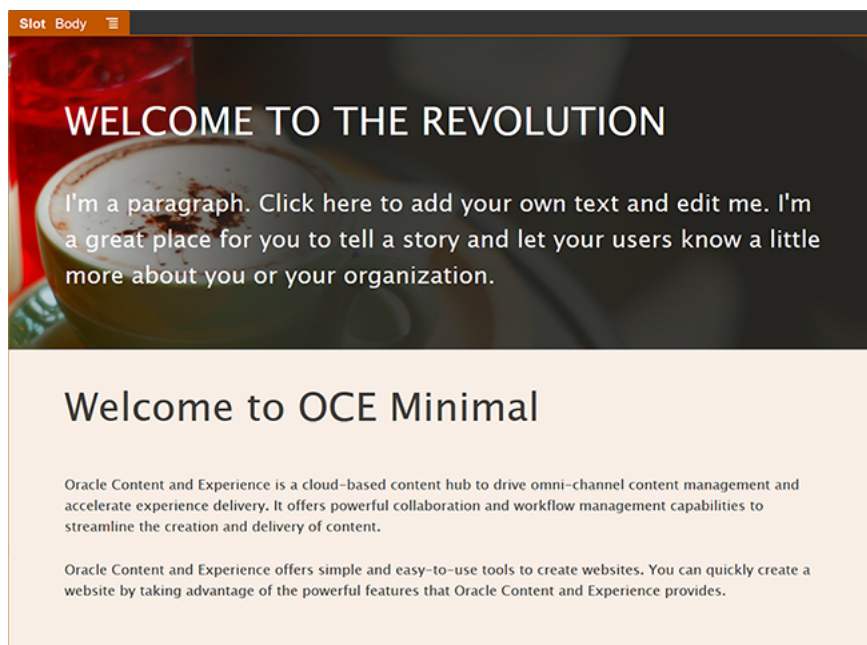 Slot Body
WELCOME TO THE REVOLUTION
I'm a paragraph. Click here to add your own text and edit me. I'm
a great place for you to tell a story and let your users know a little
more about you or your organization.
Welcome to OCE Minimal
Oracle Content and Experience is a cloud-based content hub to drive omni-channel content management and
accelerate experience delivery. It offers powerful collaboration and workflow management capabilities to
streamline the creation and delivery of content.
Oracle Content and Experience offers simple and easy-to-use tools to create websites. You can quickly create a
website by taking advantage of the powerful features that Oracle Content and Experience provides.